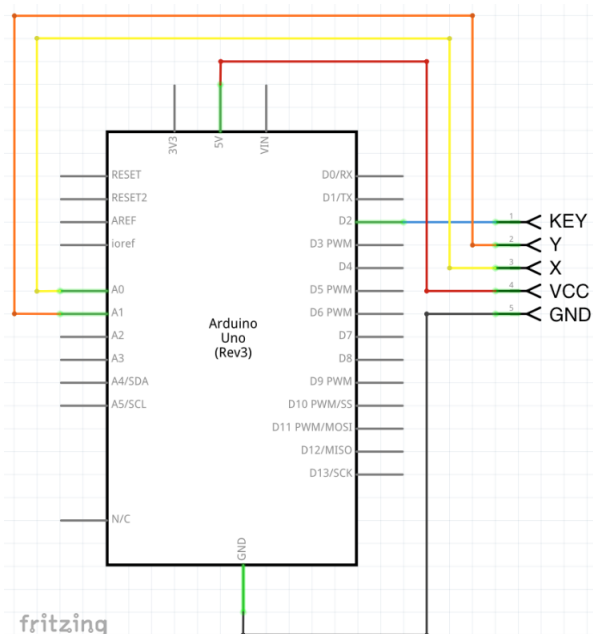 3V3
5V
VIN
RESET
RESET2
AREF
ioref
A0
A1
A2
A3
A4/SDA
A5/SCL
N/C
Arduino
Uno
(Rev3)
D0/RX
D1/TX
D2
D3 PWM
D4
D5 PWM
D6 PWM
D7
D8
D9 PWM
D10 PWM/SS
D11 PWM/MOSI
D12/MISO
D13/SCK
GND
1 KEY
2 Y
3 X
4 VCC
5 GND
fritzing